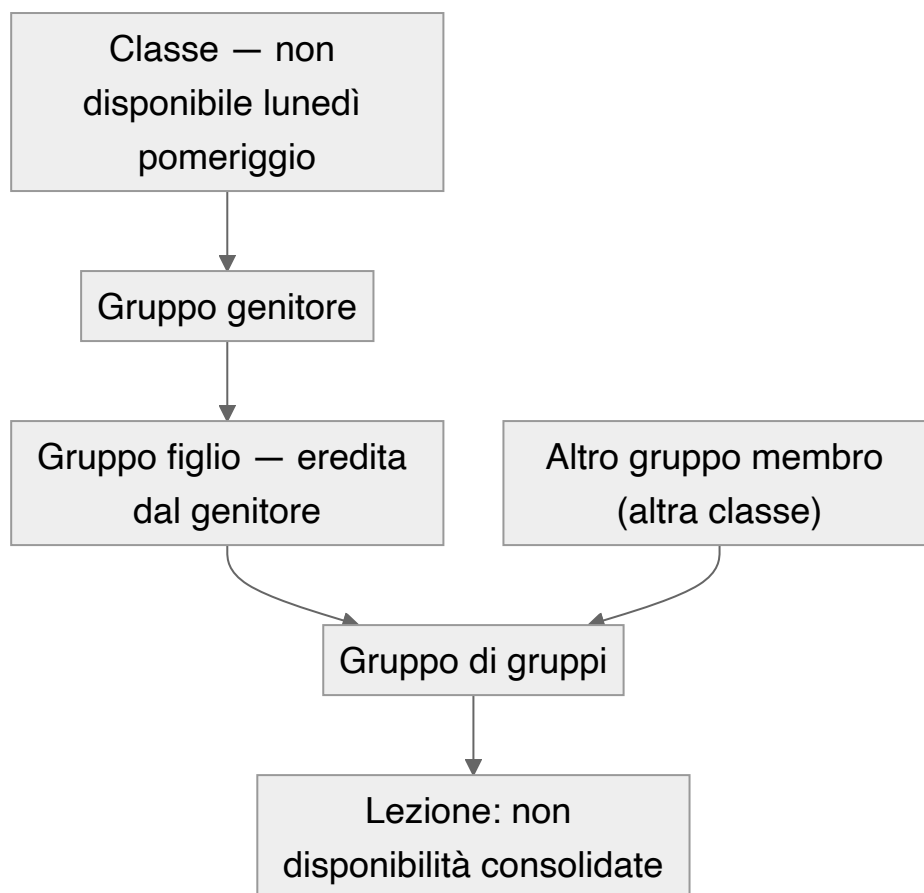 Classe — non
disponibile lunedì
pomeriggio
Gruppo genitore
Gruppo figlio — eredita
dal genitore
Altro gruppo membro
(altra classe)
Gruppo di gruppi
Lezione: non
disponibilità consolidate